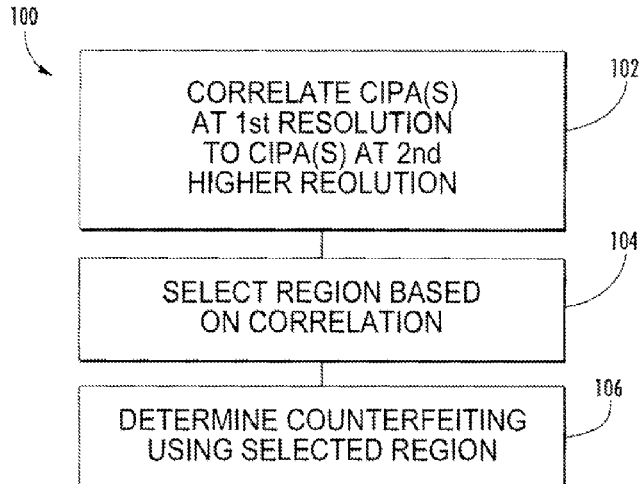 100
CORRELATE CIPA(S)
AT 1st RESOLUTION
TO CIPA(S) AT 2nd
HIGHER REOLUTION
102
SELECT REGION BASED
ON CORRELATION
104
DETERMINE COUNTERFEITING
USING SELECTED REGION
106